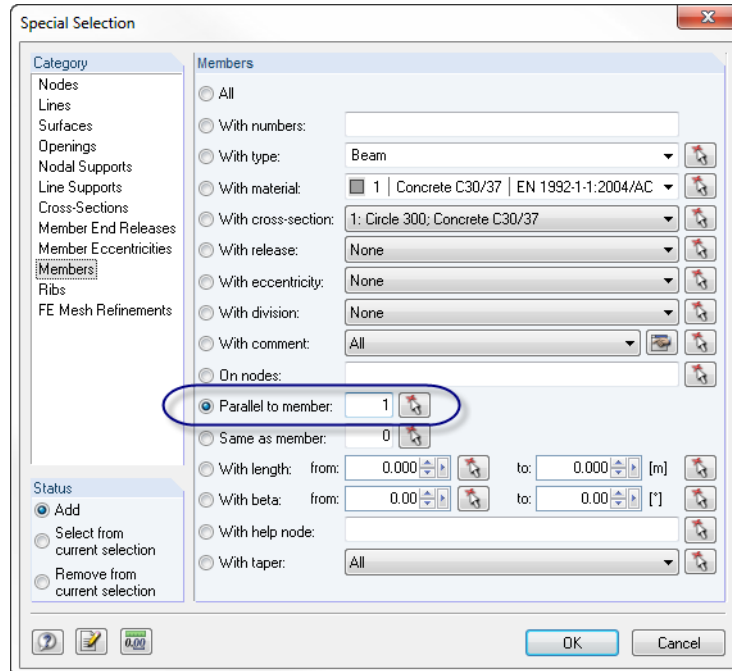 Special Selection
Category
Nodes
Lines
Surfaces
Openings
Nodal Supports
Line Supports
Cross-Sections
Member End Releases
Member Eccentricities
Members
Ribs
FE Mesh Refinements
Status
Add
Select from
current selection
Remove from
current selection
Members
All
With numbers:
With type: Beam
With material: 1 | Concrete C30/37 | EN 1992-1-1:2004/AC
With cross-section: 1: Circle 300; Concrete C30/37
With release: None
With eccentricity: None
With division: None
With comment: All
On nodes:
Parallel to member: 1
Same as member: 0
With length: from: 0.000 to: 0.000 [m]
With beta: from: 0.00 to: 0.00 [°]
With help node:
With taper: All
0.00
OK Cancel